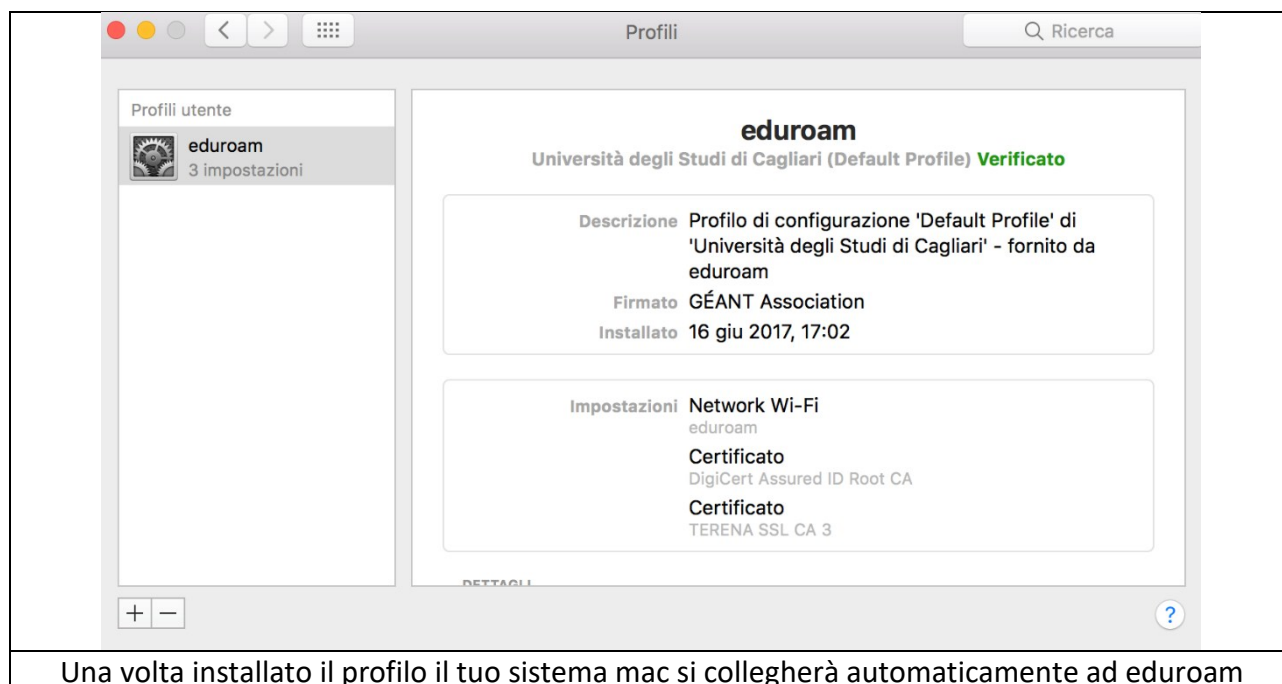 Profili
Ricerca
Profili utente
eduroam
3 impostazioni
eduroam
Università degli Studi di Cagliari (Default Profile) Verificato
Descrizione Profilo di configurazione 'Default Profile' di
'Università degli Studi di Cagliari' - fornito da
eduroam
Firmato GÉANT Association
Installato 16 giu 2017, 17:02
Impostazioni Network Wi-Fi
eduroam
Certificato
DigiCert Assured ID Root CA
Certificato
TERENA SSL CA 3
DETTAGLI
?
Una volta installato il profilo il tuo sistema mac si collegherà automaticamente ad eduroam